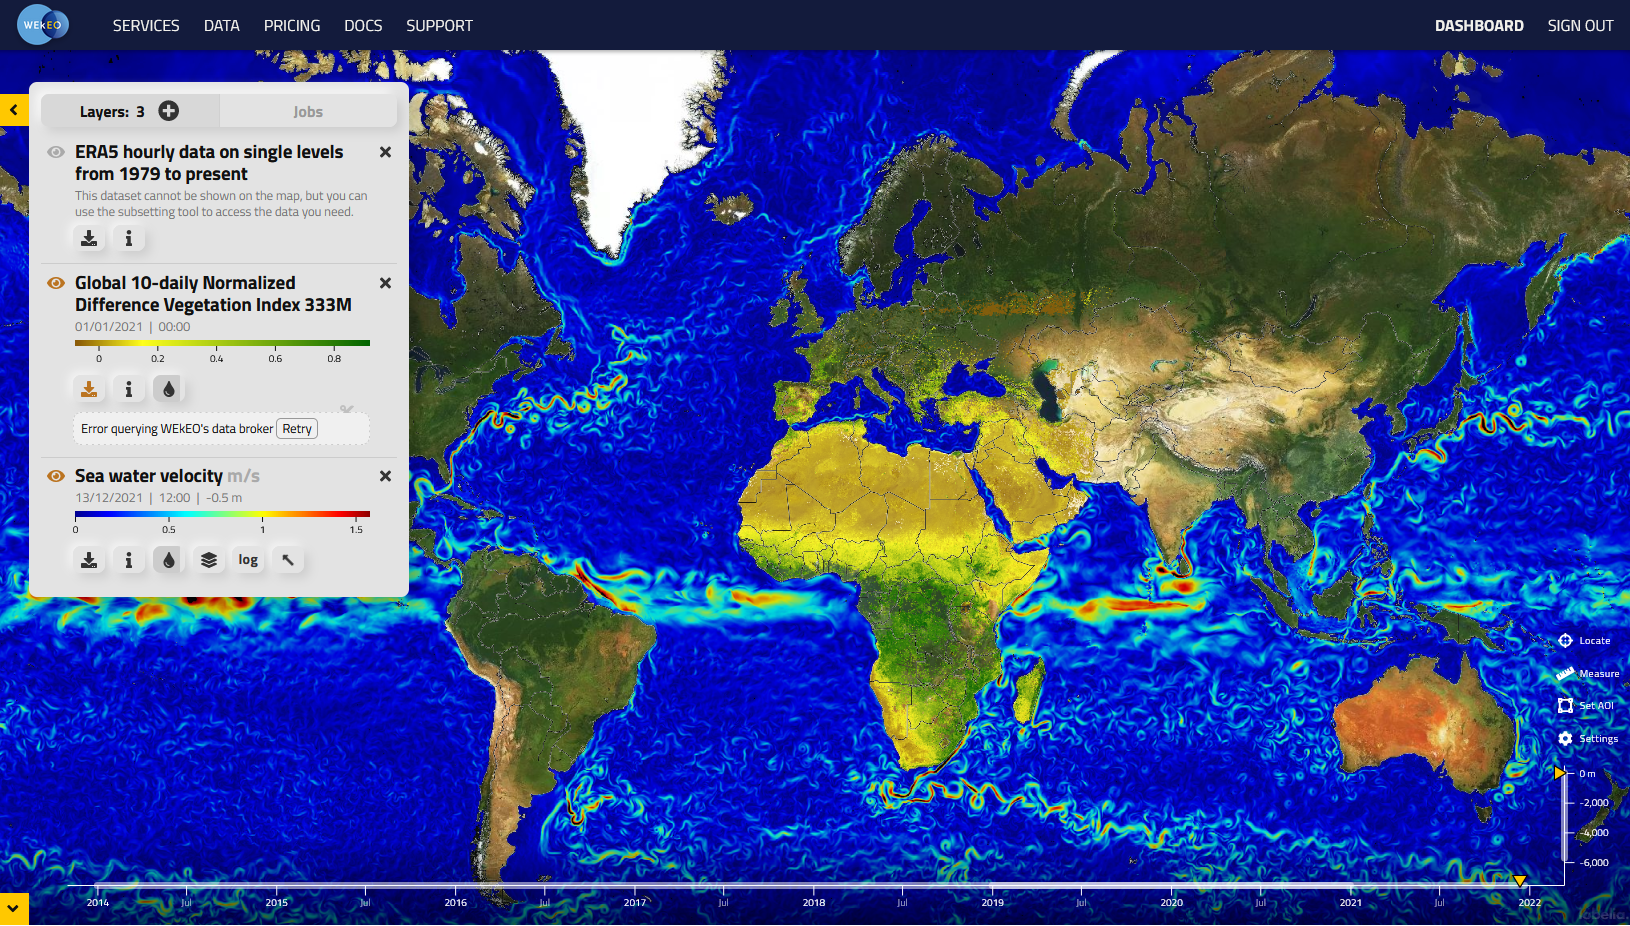 WEkEO
SERVICES DATA PRICING DOCS SUPPORT
DASHBOARD SIGN OUT
Layers: 3
Jobs
ERA5 hourly data on single levels
from 1979 to present
This dataset cannot be shown on the map, but you can
use the subsetting tool to access the data you need.
Global 10-daily Normalized
Difference Vegetation Index 333M
01/01/2021 | 00:00
0 0.2 0.4 0.6 0.8
Error querying WEkEO's data broker Retry
Sea water velocity m/s
13/12/2021 | 12:00 | -0.5 m
0 0.5 1 1.5
log
Locate
Measure
Set AOI
Settings
0 m
-2,000
-4,000
-6,000
2014 Jul 2015 Jul 2016 Jul 2017 Jul 2018 Jul 2019 Jul 2020 Jul 2021 Jul 2022